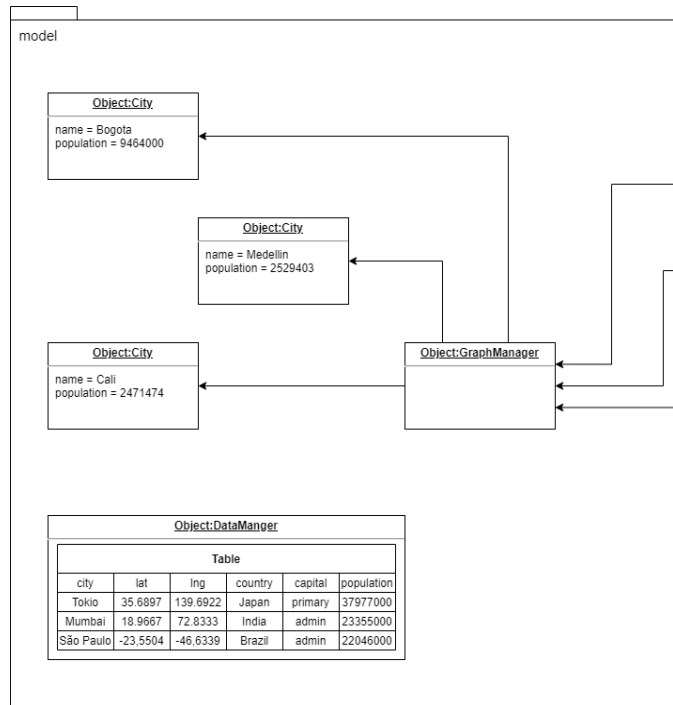 model
Object:City
name = Bogota
population = 9464000
Object:City
name = Medellin
population = 2529403
Object:City
name = Cali
population = 2471474
Object:GraphManager
Object:DataManger
Table
city lat lng country capital population
Tokio 35.6897 139.6922 Japan primary 37977000
Mumbai 18.9667 72.8333 India admin 23355000
São Paulo -23,5504 -46,6339 Brazil admin 22046000